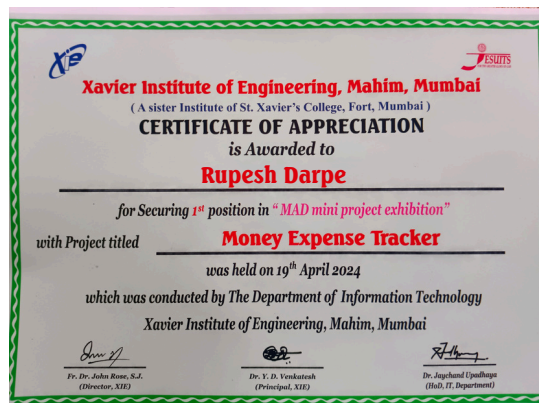 XIE
JESUITS
Xavier Institute of Engineering, Mahim, Mumbai
( A sister Institute of St. Xavier's College, Fort, Mumbai )
CERTIFICATE OF APPRECIATION
is Awarded to
Rupesh Darpe
for Securing 1st position in “ MAD mini project exhibition”
with Project titled Money Expense Tracker
was held on 19th April 2024
which was conducted by The Department of Information Technology
Xavier Institute of Engineering, Mahim, Mumbai
Fr. Dr. John Rose, S.J. Dr. Y. D. Venkatesh Dr. Jaychand Upadhaya
(Director, XIE) (Principal, XIE) (HoD, IT, Department)